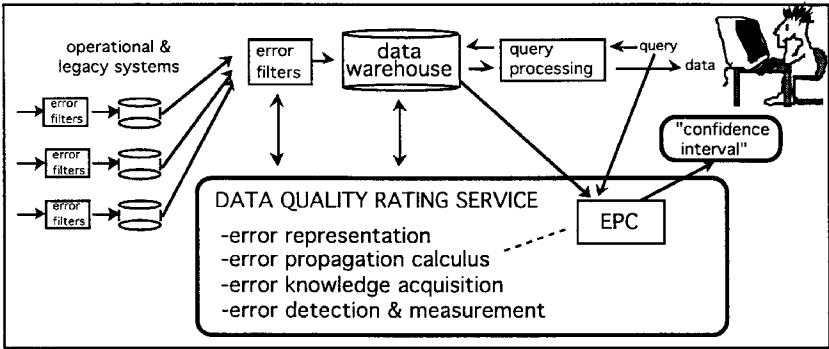 operational &
legacy systems
error
filters
data
warehouse
query
processing
query
data
error
filters
error
filters
error
filters
"confidence
interval"
DATA QUALITY RATING SERVICE
EPC
-error representation
-error propagation calculus
-error knowledge acquisition
-error detection & measurement